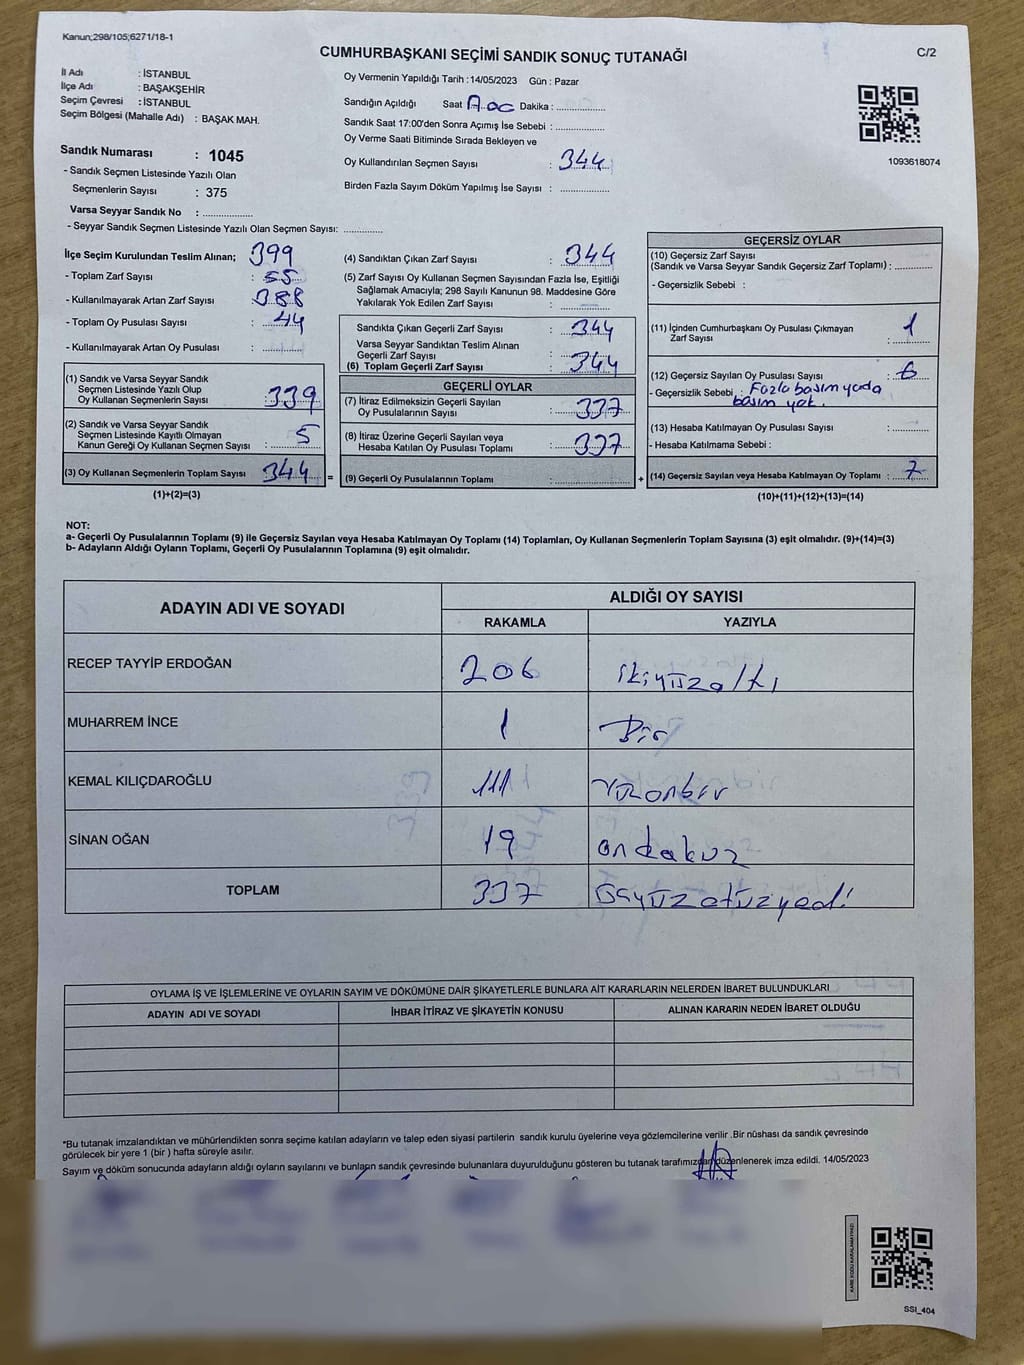 Kanun;298/105;6271/18-1
CUMHURBAŞKANI SEÇİMİ SANDIK SONUÇ TUTANAĞI
C/2
İl Adı : İSTANBUL
İlçe Adı : BAŞAKŞEHİR
Seçim Çevresi : İSTANBUL
Seçim Bölgesi (Mahalle Adı) : BAŞAK MAH.
Sandık Numarası : 1045
- Sandık Seçmen Listesinde Yazılı Olan
Seçmenlerin Sayısı : 375
Varsa Seyyar Sandık No : ................
- Seyyar Sandık Seçmen Listesinde Yazılı Olan Seçmen Sayısı: ............
Oy Vermenin Yapıldığı Tarih : 14/05/2023 Gün : Pazar
Sandığın Açıldığı Saat Dakika : ...............
Sandık Saat 17:00'den Sonra Açımış İse Sebebi : ...............
Oy Verme Saati Bitiminde Sırada Bekleyen ve
Oy Kullandırılan Seçmen Sayısı : 344
Birden Fazla Sayım Döküm Yapılmış İse Sayısı : ...............
1093618074
İlçe Seçim Kurulundan Teslim Alınan; 399
- Toplam Zarf Sayısı : 55
- Kullanılmayarak Artan Zarf Sayısı : 388
- Toplam Oy Pusulası Sayısı : 44
- Kullanılmayarak Artan Oy Pusulası : ............
(1) Sandık ve Varsa Seyyar Sandık
Seçmen Listesinde Yazılı Olup
Oy Kullanan Seçmenlerin Sayısı : 339
(2) Sandık ve Varsa Seyyar Sandık
Seçmen Listesinde Kayıtlı Olmayan
Kanun Gereği Oy Kullanan Seçmen Sayısı : 5
(3) Oy Kullanan Seçmenlerin Toplam Sayısı 344 =
(1)+(2)=(3)
(4) Sandıktan Çıkan Zarf Sayısı : 344
(5) Zarf Sayısı Oy Kullanan Seçmen Sayısından Fazla İse, Eşitliği
Sağlamak Amacıyla; 298 Sayılı Kanunun 98. Maddesine Göre
Yakılarak Yok Edilen Zarf Sayısı : ...............
Sandıkta Çıkan Geçerli Zarf Sayısı : 344
Varsa Seyyar Sandıktan Teslim Alınan
Geçerli Zarf Sayısı :
(6) Toplam Geçerli Zarf Sayısı : 344
GEÇERLİ OYLAR
(7) İtiraz Edilmeksizin Geçerli Sayılan
Oy Pusulalarının Sayısı : 337
(8) İtiraz Üzerine Geçerli Sayılan veya
Hesaba Katılan Oy Pusulası Toplamı : 337
(9) Geçerli Oy Pusulalarının Toplamı : ............... +
GEÇERSİZ OYLAR
(10) Geçersiz Zarf Sayısı
(Sandık ve Varsa Seyyar Sandık Geçersiz Zarf Toplamı) : ............
- Geçersizlik Sebebi :
(11) İçinden Cumhurbaşkanı Oy Pusulası Çıkmayan
Zarf Sayısı : 1
(12) Geçersiz Sayılan Oy Pusulası Sayısı : 6
- Geçersizlik Sebebi : Fazla basım yada
basım yok.
(13) Hesaba Katılmayan Oy Pusulası Sayısı : ............
- Hesaba Katılmama Sebebi :
(14) Geçersiz Sayılan veya Hesaba Katılmayan Oy Toplamı : 7
(10)+(11)+(12)+(13)=(14)
NOT:
a- Geçerli Oy Pusulalarının Toplamı (9) ile Geçersiz Sayılan veya Hesaba Katılmayan Oy Toplamı (14) Toplamları, Oy Kullanan Seçmenlerin Toplam Sayısına (3) eşit olmalıdır. (9)+(14)=(3)
b- Adayların Aldığı Oyların Toplamı, Geçerli Oy Pusulalarının Toplamına (9) eşit olmalıdır.
ADAYIN ADI VE SOYADI ALDIĞI OY SAYISI
RAKAMLA YAZIYLA
RECEP TAYYİP ERDOĞAN 206 ikiyüzaltı
MUHARREM İNCE 1 Bir
KEMAL KILIÇDAROĞLU 111 Yüzonbir
SİNAN OĞAN 19 ondokuz
TOPLAM 337 üçyüzotuzyedi
OYLAMA İŞ VE İŞLEMLERİNE VE OYLARIN SAYIM VE DÖKÜMÜNE DAİR ŞİKAYETLERLE BUNLARA AİT KARARLARIN NELERDEN İBARET BULUNDUKLARI
ADAYIN ADI VE SOYADI İHBAR İTİRAZ VE ŞİKAYETİN KONUSU ALINAN KARARIN NEDEN İBARET OLDUĞU
*Bu tutanak imzalandıktan ve mühürlendikten sonra seçime katılan adayların ve talep eden siyasi partilerin sandık kurulu üyelerine veya gözlemcilerine verilir .Bir nüshası da sandık çevresinde
görülecek bir yere 1 (bir ) hafta süreyle asılır.
Sayım ve döküm sonucunda adayların aldığı oyların sayılarını ve bunların sandık çevresinde bulunanlara duyurulduğunu gösteren bu tutanak tarafımızdan düzenlenerek imza edildi. 14/05/2023
SSI_404